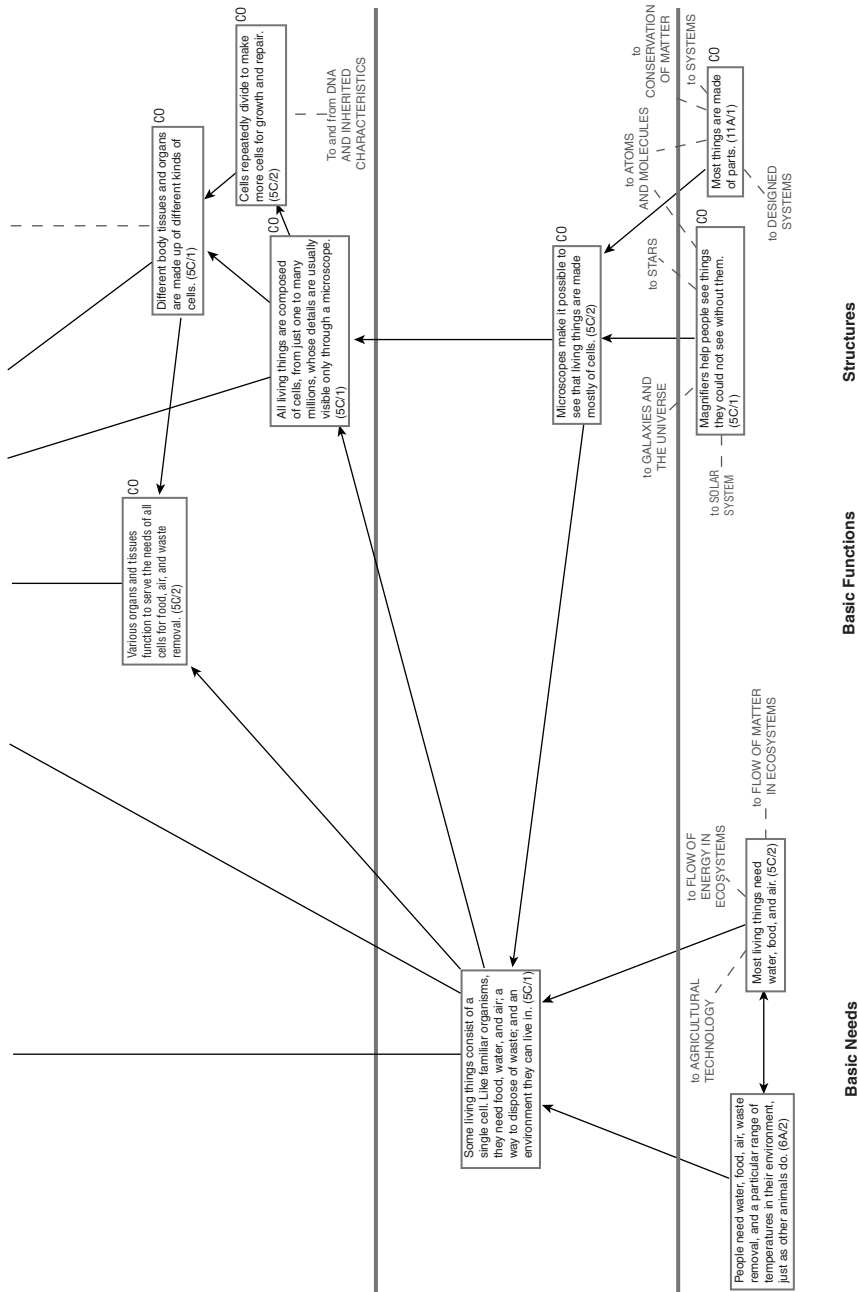 Different body tissues and organs
are made up of different kinds of
cells. (5C/1)
CO
Cells repeatedly divide to make
more cells for growth and repair.
(5C/2)
CO
To and from DNA
AND INHERITED
CHARACTERISTICS
Various organs and tissues
function to serve the needs of all
cells for food, air, and waste
removal. (5C/2)
CO
All living things are composed
of cells, from just one to many
millions, whose details are usually
visible only through a microscope.
(5C/1)
CO
Some living things consist of a
single cell. Like familiar organisms,
they need food, water, and air; a
way to dispose of waste; and an
environment they can live in. (5C/1)
Microscopes make it possible to
see that living things are made
mostly of cells. (5C/2)
CO
to AGRICULTURAL
TECHNOLOGY
to FLOW OF
ENERGY IN
ECOSYSTEMS
to GALAXIES AND
THE UNIVERSE
to STARS
to ATOMS
AND MOLECULES
to
CONSERVATION
OF MATTER
to SYSTEMS
People need water, food, air, waste
removal, and a particular range of
temperatures in their environment,
just as other animals do. (6A/2)
Most living things need
water, food, and air. (5C/2)
to FLOW OF MATTER
IN ECOSYSTEMS
to SOLAR
SYSTEM
Magnifiers help people see things
they could not see without them.
(5C/1)
CO
Most things are made
of parts. (11A/1)
CO
to DESIGNED
SYSTEMS
Basic Needs
Basic Functions
Structures